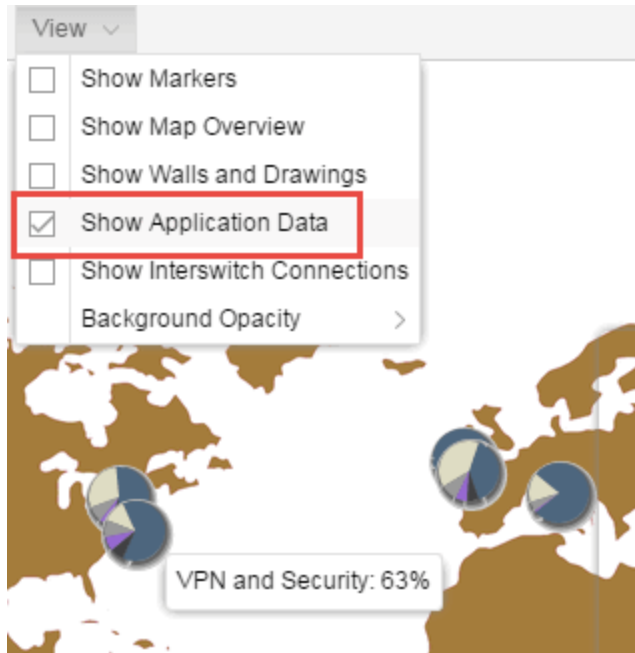 View
Show Markers
Show Map Overview
Show Walls and Drawings
Show Application Data
Show Interswitch Connections
Background Opacity
VPN and Security: 63%